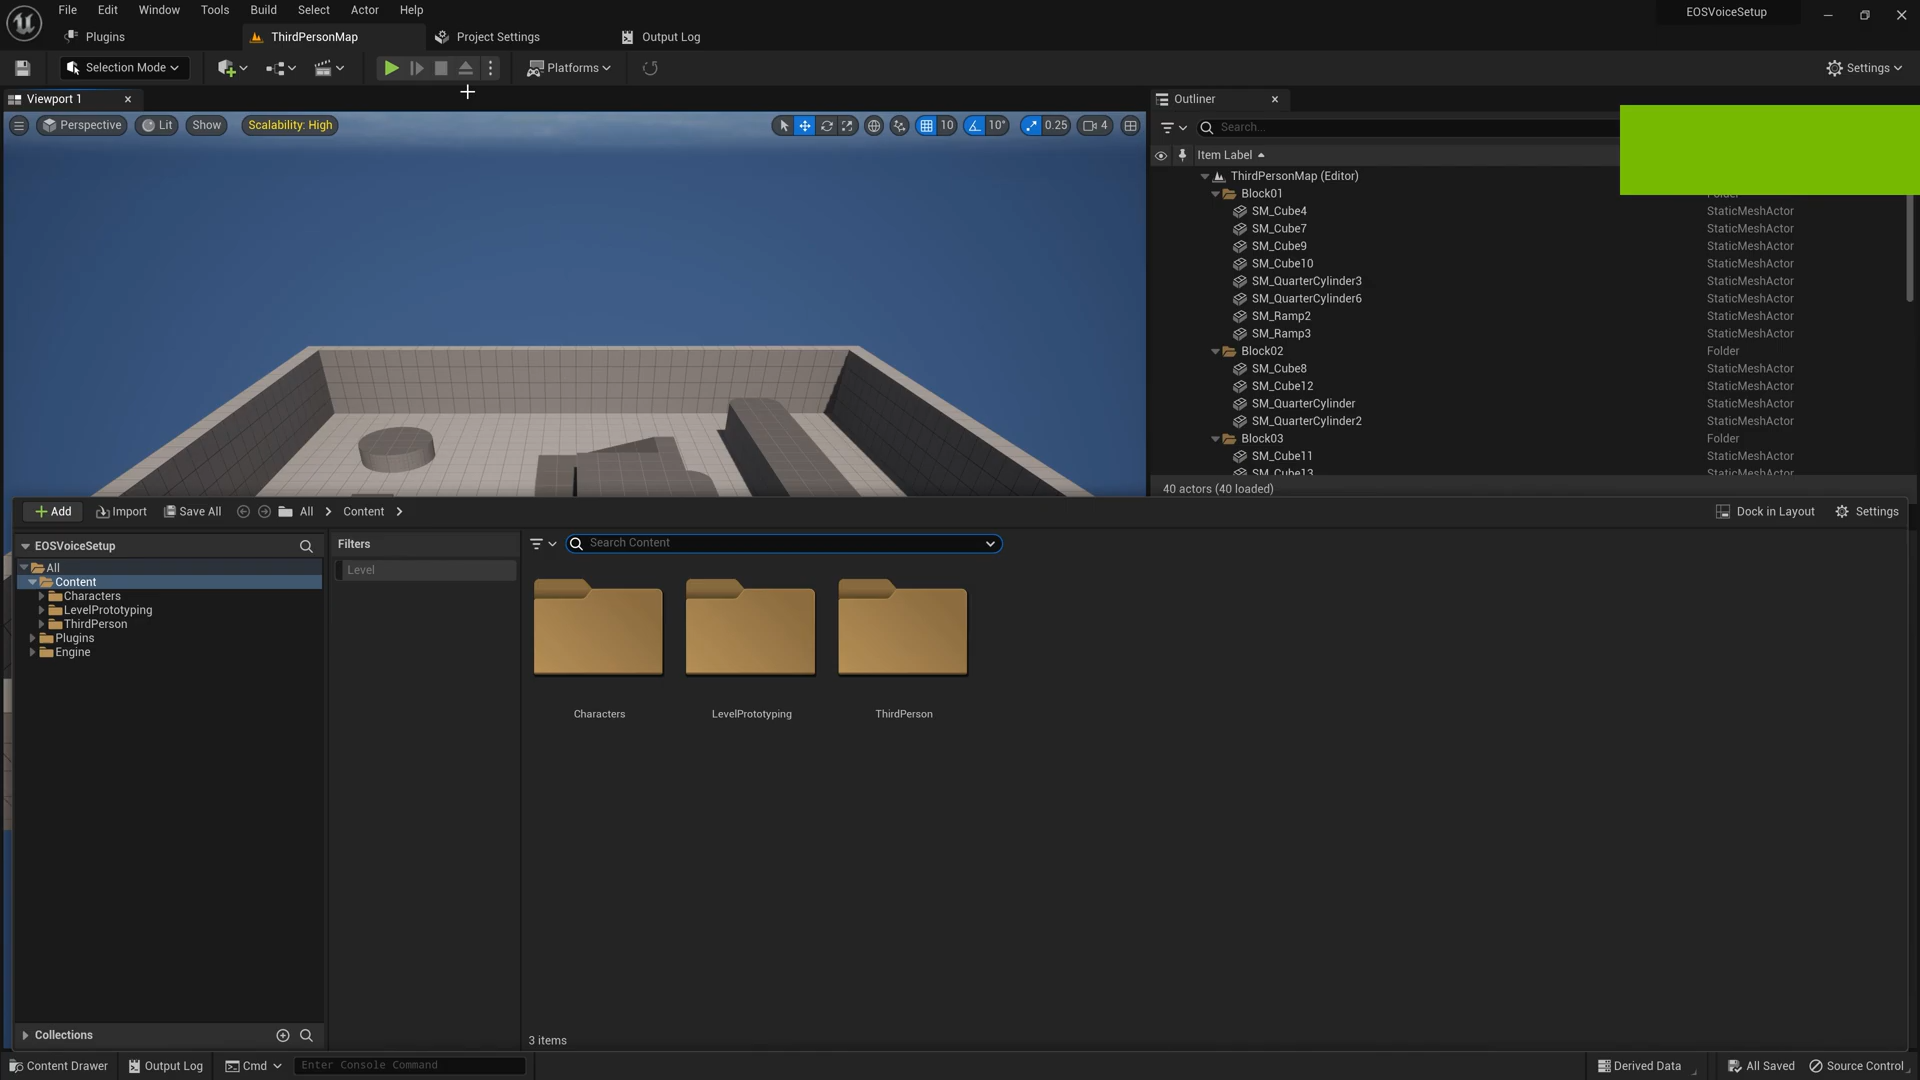 File Edit Window Tools Build Select Actor Help EOSVoiceSetup
Plugins ThirdPersonMap Project Settings Output Log
Selection Mode Platforms Settings
Viewport 1 Outliner
Perspective Lit Show Scalability: High 10 10° 0.25 4 Search...
Item Label
ThirdPersonMap (Editor)
Block01
SM_Cube4 StaticMeshActor
SM_Cube7 StaticMeshActor
SM_Cube9 StaticMeshActor
SM_Cube10 StaticMeshActor
SM_QuarterCylinder3 StaticMeshActor
SM_QuarterCylinder6 StaticMeshActor
SM_Ramp2 StaticMeshActor
SM_Ramp3 StaticMeshActor
Block02 Folder
SM_Cube8 StaticMeshActor
SM_Cube12 StaticMeshActor
SM_QuarterCylinder StaticMeshActor
SM_QuarterCylinder2 StaticMeshActor
Block03 Folder
SM_Cube11 StaticMeshActor
SM_Cube13 StaticMeshActor
40 actors (40 loaded)
Add Import Save All All Content Dock in Layout Settings
EOSVoiceSetup Filters Search Content
All Level
Content
Characters
LevelPrototyping
ThirdPerson
Plugins
Engine
Characters LevelPrototyping ThirdPerson
Collections 3 items
Content Drawer Output Log Cmd Enter Console Command Derived Data All Saved Source Control